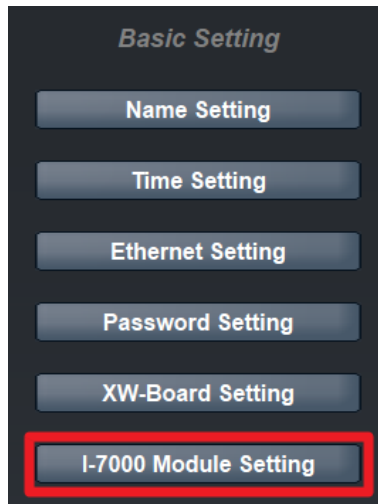 Basic Setting
Name Setting
Time Setting
Ethernet Setting
Password Setting
XW-Board Setting
I-7000 Module Setting